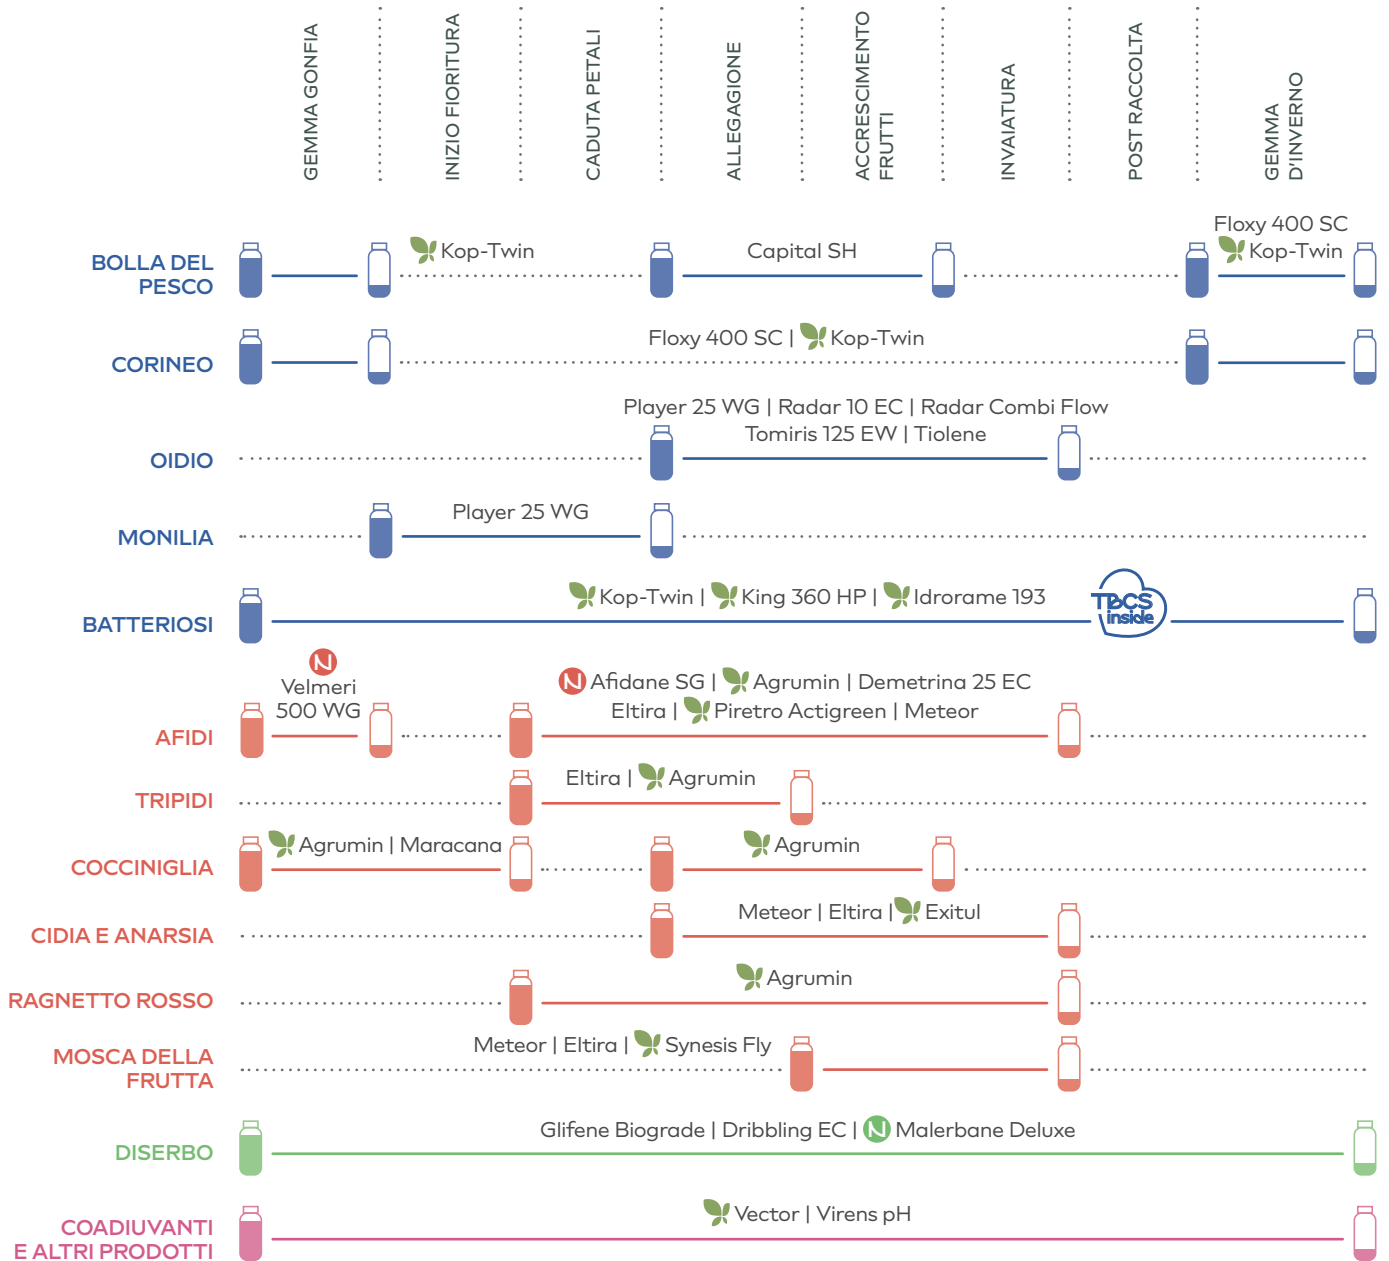 GEMMA GONFIA
INIZIO FIORITURA
CADUTA PETALI
ALLEGAGIONE
ACCRESCIMENTO
FRUTTI
INVAIATURA
POST RACCOLTA
GEMMA
D'INVERNO
BOLLA DEL
PESCO
Kop-Twin
Capital SH
Floxy 400 SC
Kop-Twin
CORINEO
Floxy 400 SC | Kop-Twin
OIDIO
Player 25 WG | Radar 10 EC | Radar Combi Flow
Tomiris 125 EW | Tiolene
MONILIA
Player 25 WG
BATTERIOSI
Kop-Twin | King 360 HP | Idrorame 193
TBCS
inside
AFIDI
N
Velmeri
500 WG
N Afidane SG | Agrumin | Demetrina 25 EC
Eltira | Piretro Actigreen | Meteor
TRIPIDI
Eltira | Agrumin
COCCINIGLIA
Agrumin | Maracana
Agrumin
CIDIA E ANARSIA
Meteor | Eltira | Exitul
RAGNETTO ROSSO
Agrumin
MOSCA DELLA
FRUTTA
Meteor | Eltira | Synesis Fly
DISERBO
Glifene Biograde | Dribbling EC | N Malerbane Deluxe
COADIUVANTI
E ALTRI PRODOTTI
Vector | Virens pH